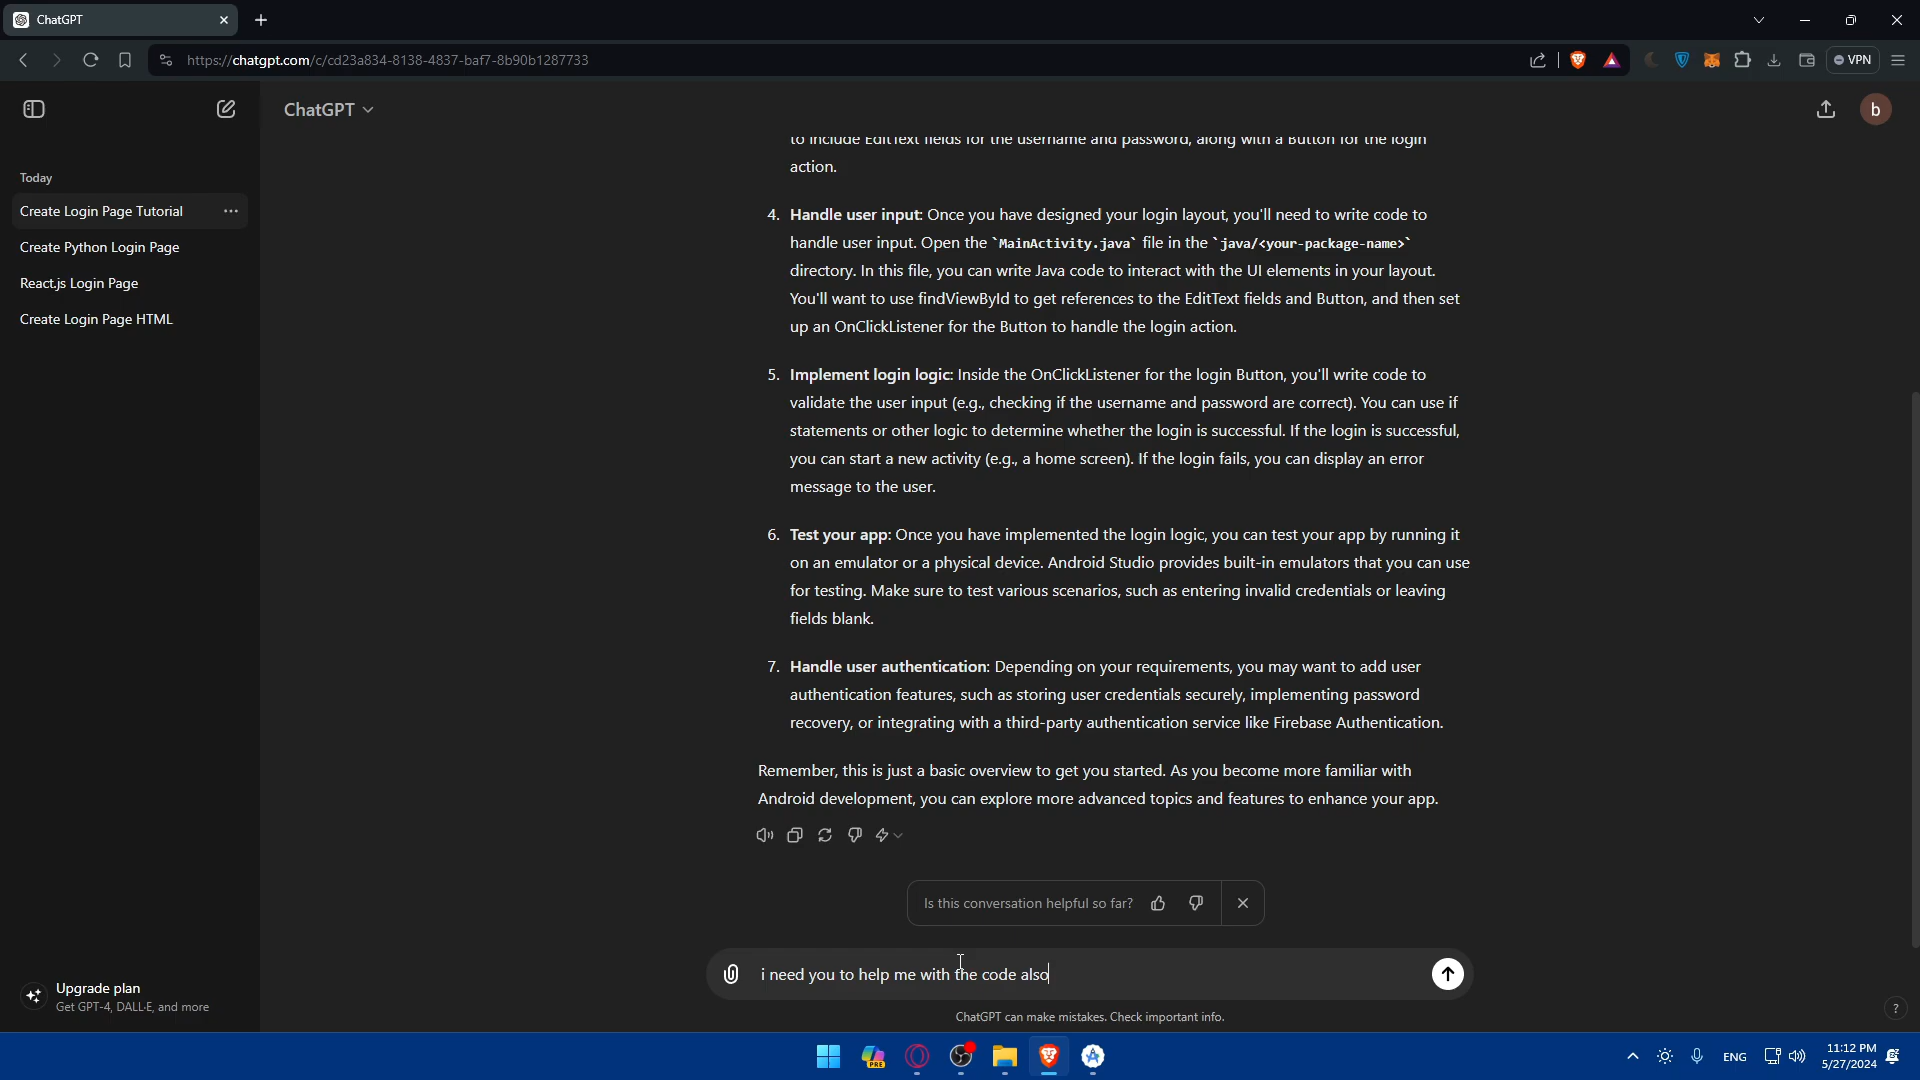 ChatGPT
https://chatgpt.com/c/cd23a834-8138-4837-baf7-8b90b1287733
VPN
ChatGPT
b
Today
Create Login Page Tutorial
Create Python Login Page
React.js Login Page
Create Login Page HTML
to include EditText fields for the username and password, along with a Button for the login
action.
4. Handle user input: Once you have designed your login layout, you'll need to write code to
handle user input. Open the `MainActivity.java` file in the `java/<your-package-name>`
directory. In this file, you can write Java code to interact with the UI elements in your layout.
You'll want to use findViewById to get references to the EditText fields and Button, and then set
up an OnClickListener for the Button to handle the login action.
5. Implement login logic: Inside the OnClickListener for the login Button, you'll write code to
validate the user input (e.g., checking if the username and password are correct). You can use if
statements or other logic to determine whether the login is successful. If the login is successful,
you can start a new activity (e.g., a home screen). If the login fails, you can display an error
message to the user.
6. Test your app: Once you have implemented the login logic, you can test your app by running it
on an emulator or a physical device. Android Studio provides built-in emulators that you can use
for testing. Make sure to test various scenarios, such as entering invalid credentials or leaving
fields blank.
7. Handle user authentication: Depending on your requirements, you may want to add user
authentication features, such as storing user credentials securely, implementing password
recovery, or integrating with a third-party authentication service like Firebase Authentication.
Remember, this is just a basic overview to get you started. As you become more familiar with
Android development, you can explore more advanced topics and features to enhance your app.
Is this conversation helpful so far?
i need you to help me with the code also
ChatGPT can make mistakes. Check important info.
Upgrade plan
Get GPT-4, DALL·E, and more
?
PRE
ENG
11:12 PM
5/27/2024